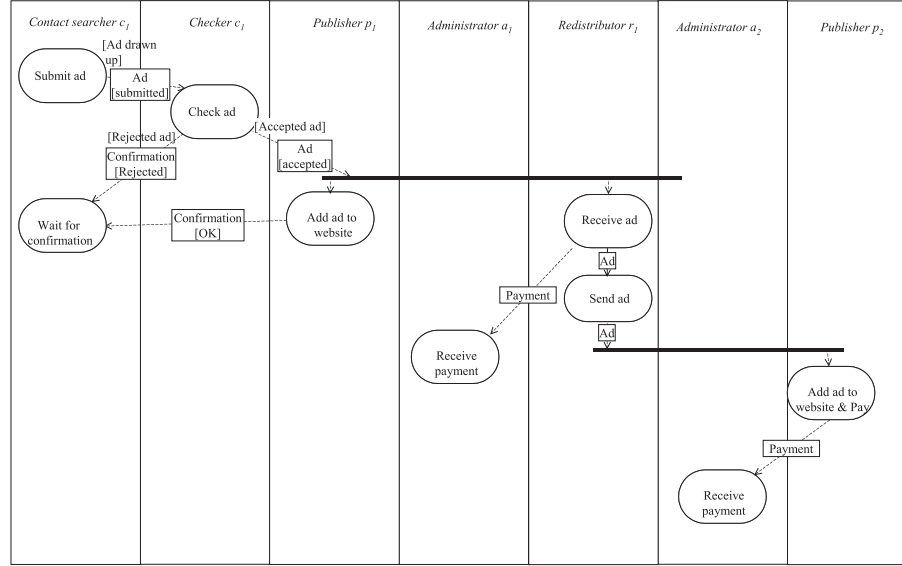 Contact searcher c1
Checker c1
Publisher p1
Administrator a1
Redistributor r1
Administrator a2
Publisher p2
[Ad drawn
up]
Submit ad
Ad
[submitted]
Check ad
[Accepted ad]
[Rejected ad]
Ad
[accepted]
Confirmation
[Rejected]
Wait for
confirmation
Confirmation
[OK]
Add ad to
website
Receive ad
Ad
Payment
Send ad
Ad
Receive
payment
Add ad to
website & Pay
Payment
Receive
payment